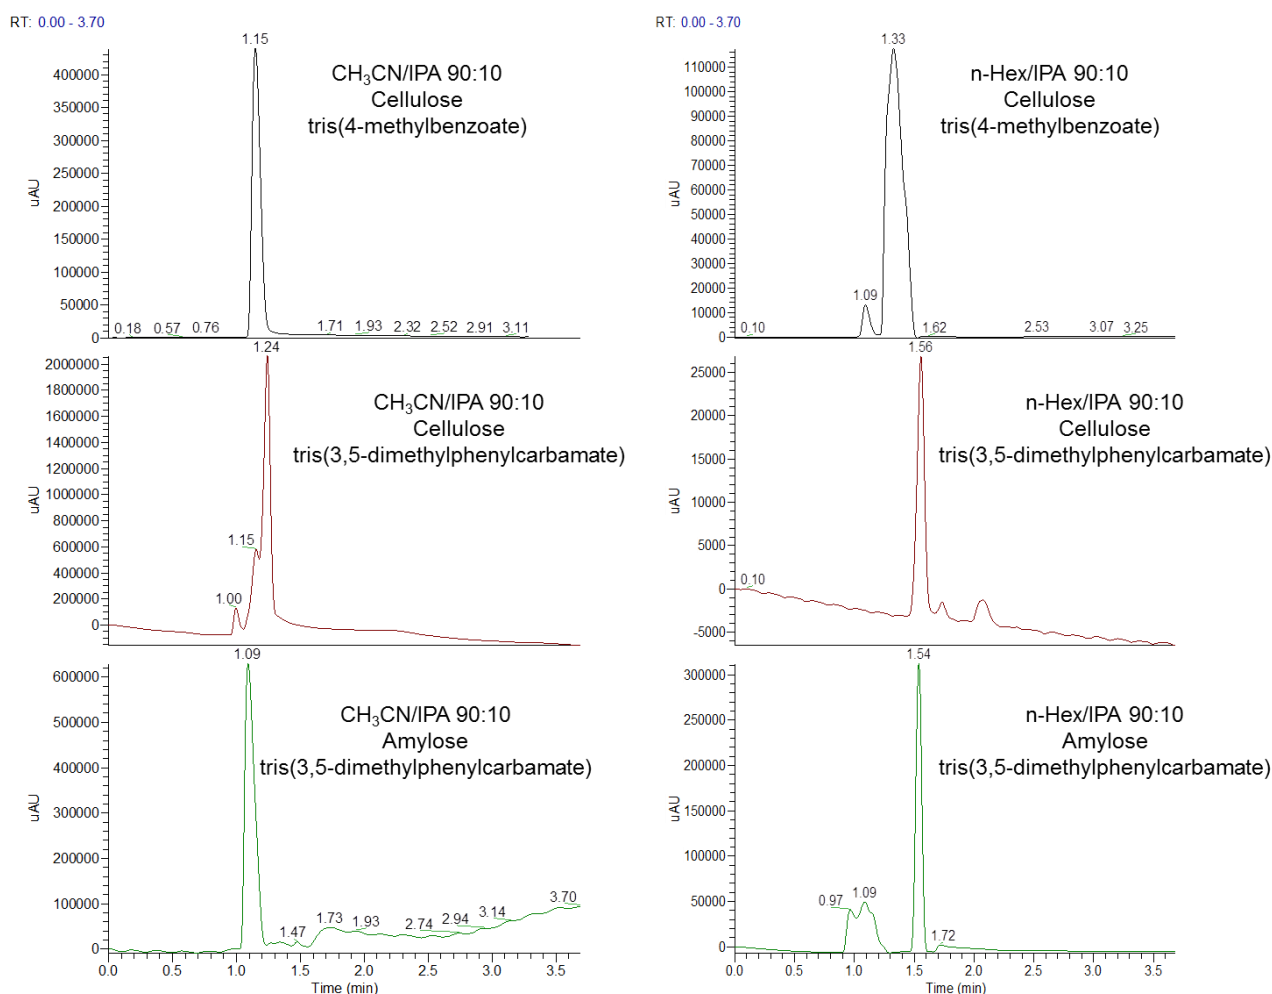 RT: 0.00 - 3.70
1.15
400000
350000
300000
250000
200000
150000
100000
50000
0
uAU
CH3CN/IPA 90:10
Cellulose
tris(4-methylbenzoate)
0.18 0.57 0.76 1.71 1.93 2.32 2.52 2.91 3.11
1.24
2000000
1800000
1600000
1400000
1200000
1000000
800000
600000
400000
200000
0
uAU
CH3CN/IPA 90:10
Cellulose
tris(3,5-dimethylphenylcarbamate)
1.15
1.00
1.09
600000
500000
400000
300000
200000
100000
0
uAU
CH3CN/IPA 90:10
Amylose
tris(3,5-dimethylphenylcarbamate)
1.47 1.73 1.93 2.74 2.94 3.14 3.70
0.0 0.5 1.0 1.5 2.0 2.5 3.0 3.5
Time (min)
RT: 0.00 - 3.70
1.33
110000
100000
90000
80000
70000
60000
50000
40000
30000
20000
10000
0
uAU
n-Hex/IPA 90:10
Cellulose
tris(4-methylbenzoate)
1.09
0.10 1.62 2.53 3.07 3.25
1.56
25000
20000
15000
10000
5000
0
-5000
uAU
n-Hex/IPA 90:10
Cellulose
tris(3,5-dimethylphenylcarbamate)
0.10
1.54
300000
250000
200000
150000
100000
50000
0
uAU
n-Hex/IPA 90:10
Amylose
tris(3,5-dimethylphenylcarbamate)
0.97 1.09 1.72
0.0 0.5 1.0 1.5 2.0 2.5 3.0 3.5
Time (min)